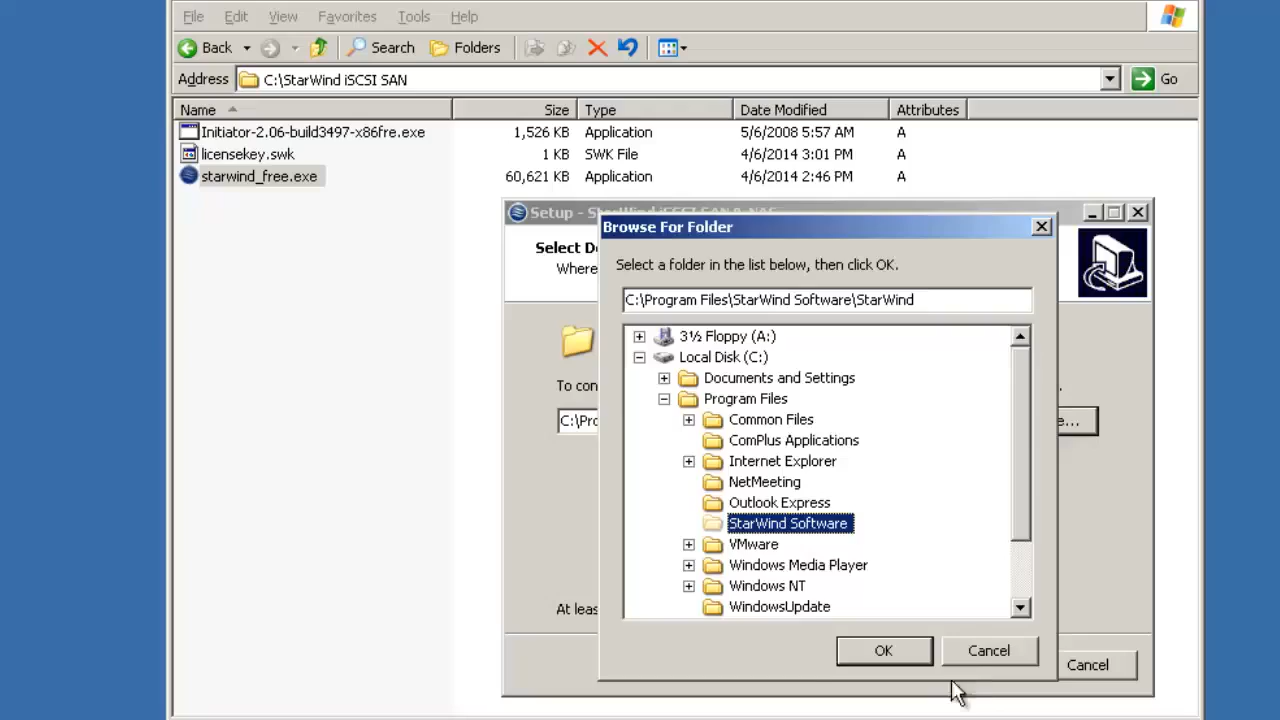 File Edit View Favorites Tools Help
Back Search Folders
Address C:\StarWind iSCSI SAN Go
Name Size Type Date Modified Attributes
Initiator-2.06-build3497-x86fre.exe 1,526 KB Application 5/6/2008 5:57 AM A
licensekey.swk 1 KB SWK File 4/6/2014 3:01 PM A
starwind_free.exe 60,621 KB Application 4/6/2014 2:46 PM A
Setup - StarWind iSCSI SAN & NAS
Browse For Folder
Select De
Where
Select a folder in the list below, then click OK.
C:\Program Files\StarWind Software\StarWind
3½ Floppy (A:)
Local Disk (C:)
Documents and Settings
To con
Program Files
C:\Pro
e...
Common Files
ComPlus Applications
Internet Explorer
NetMeeting
Outlook Express
StarWind Software
VMware
Windows Media Player
Windows NT
WindowsUpdate
At leas
OK Cancel
Cancel